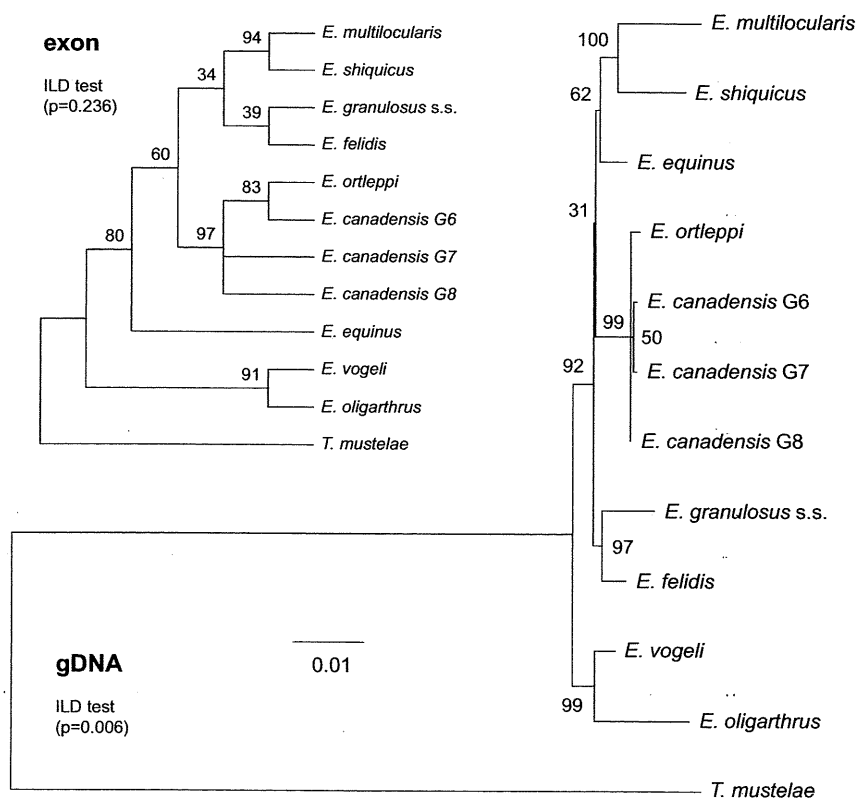 exon
ILD test
(p=0.236)
94
34
39
60
83
97
80
91
E. multilocularis
E. shiquicus
E. granulosus s.s.
E. felidis
E. ortleppi
E. canadensis G6
E. canadensis G7
E. canadensis G8
E. equinus
E. vogeli
E. oligarthrus
T. mustelae
gDNA
ILD test
(p=0.006)
0.01
100
62
31
99
50
92
97
99
E. multilocularis
E. shiquicus
E. equinus
E. ortleppi
E. canadensis G6
E. canadensis G7
E. canadensis G8
E. granulosus s.s.
E. felidis
E. vogeli
E. oligarthrus
T. mustelae